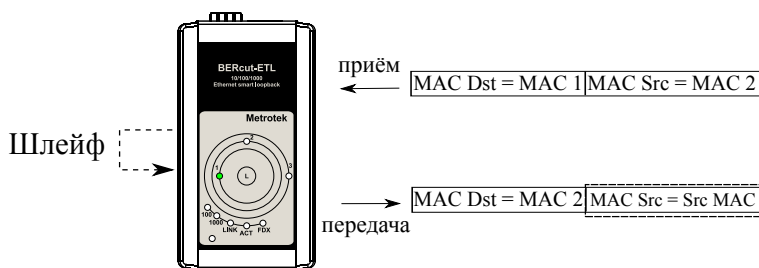 BERcut-ETL
10/100/1000
Ethernet smart loopback
Metrotek
2
1
3
L
100
1000
LINK
ACT
FDX
Шлейф
приём
MAC Dst = MAC 1
MAC Src = MAC 2
передача
MAC Dst = MAC 2
MAC Src = Src MAC